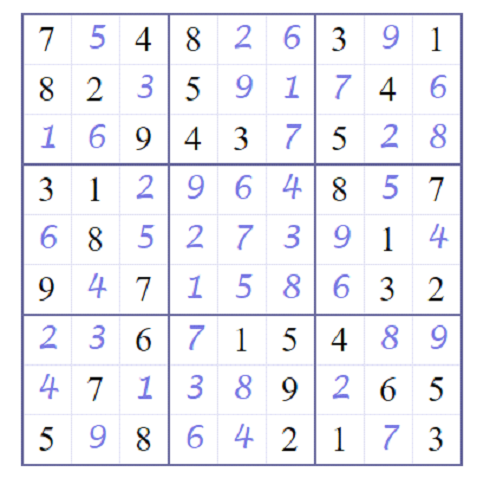 7 5 4 8 2 6 3 9 1
8 2 3 5 9 1 7 4 6
1 6 9 4 3 7 5 2 8
3 1 2 9 6 4 8 5 7
6 8 5 2 7 3 9 1 4
9 4 7 1 5 8 6 3 2
2 3 6 7 1 5 4 8 9
4 7 1 3 8 9 2 6 5
5 9 8 6 4 2 1 7 3